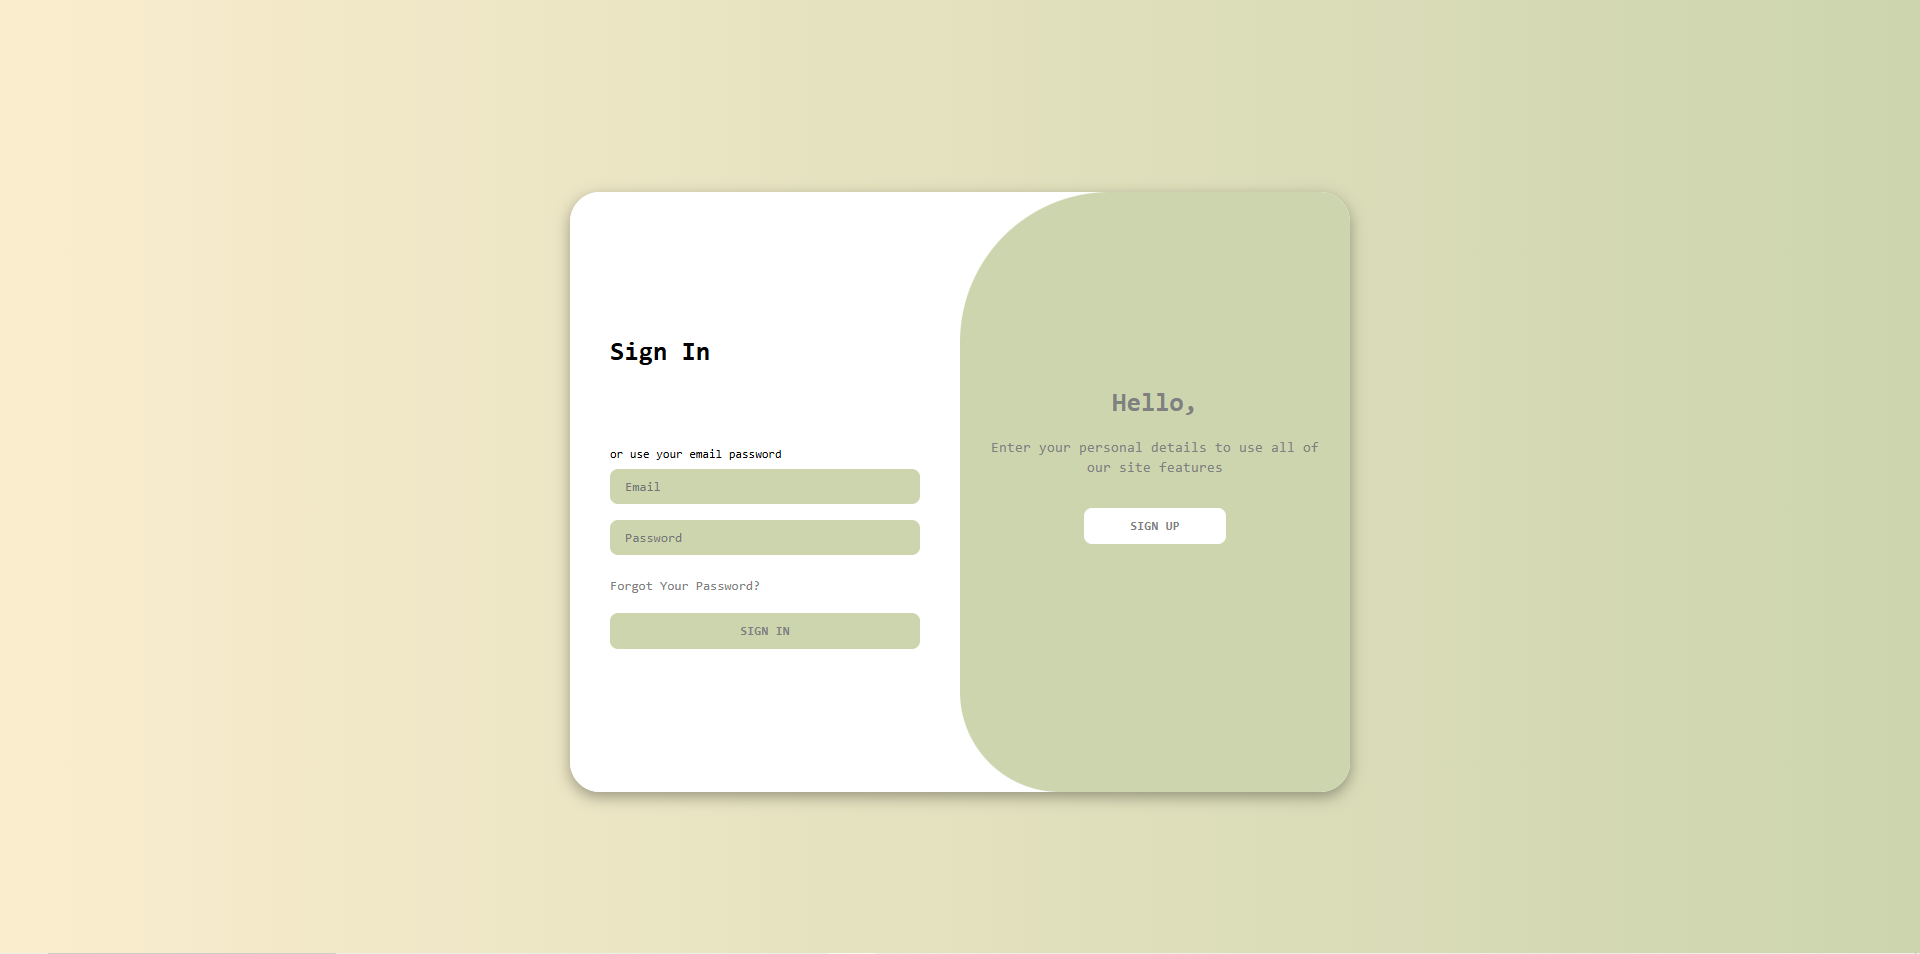 Sign In
or use your email password
Email
Password
Forgot Your Password?
SIGN IN
Hello,
Enter your personal details to use all of
our site features
SIGN UP